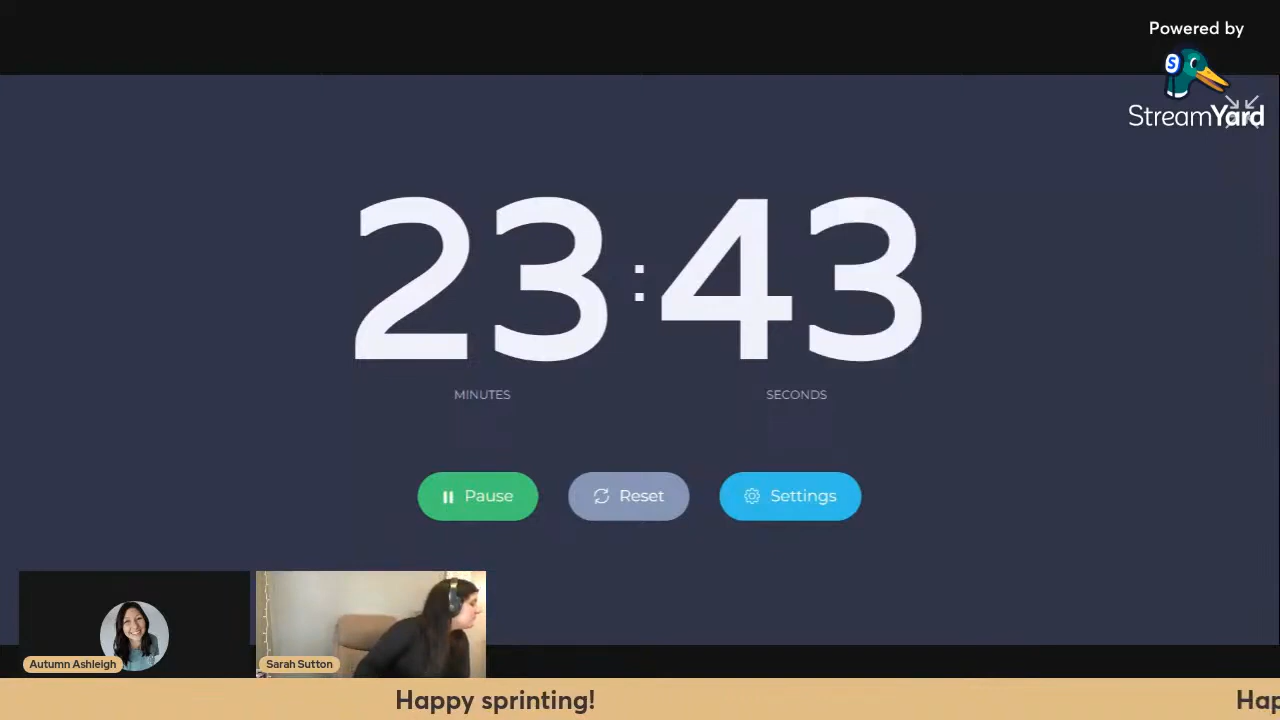 Powered by
StreamYard
23:43
MINUTES
SECONDS
Pause
Reset
Settings
Autumn Ashleigh
Sarah Sutton
Happy sprinting!
Hap